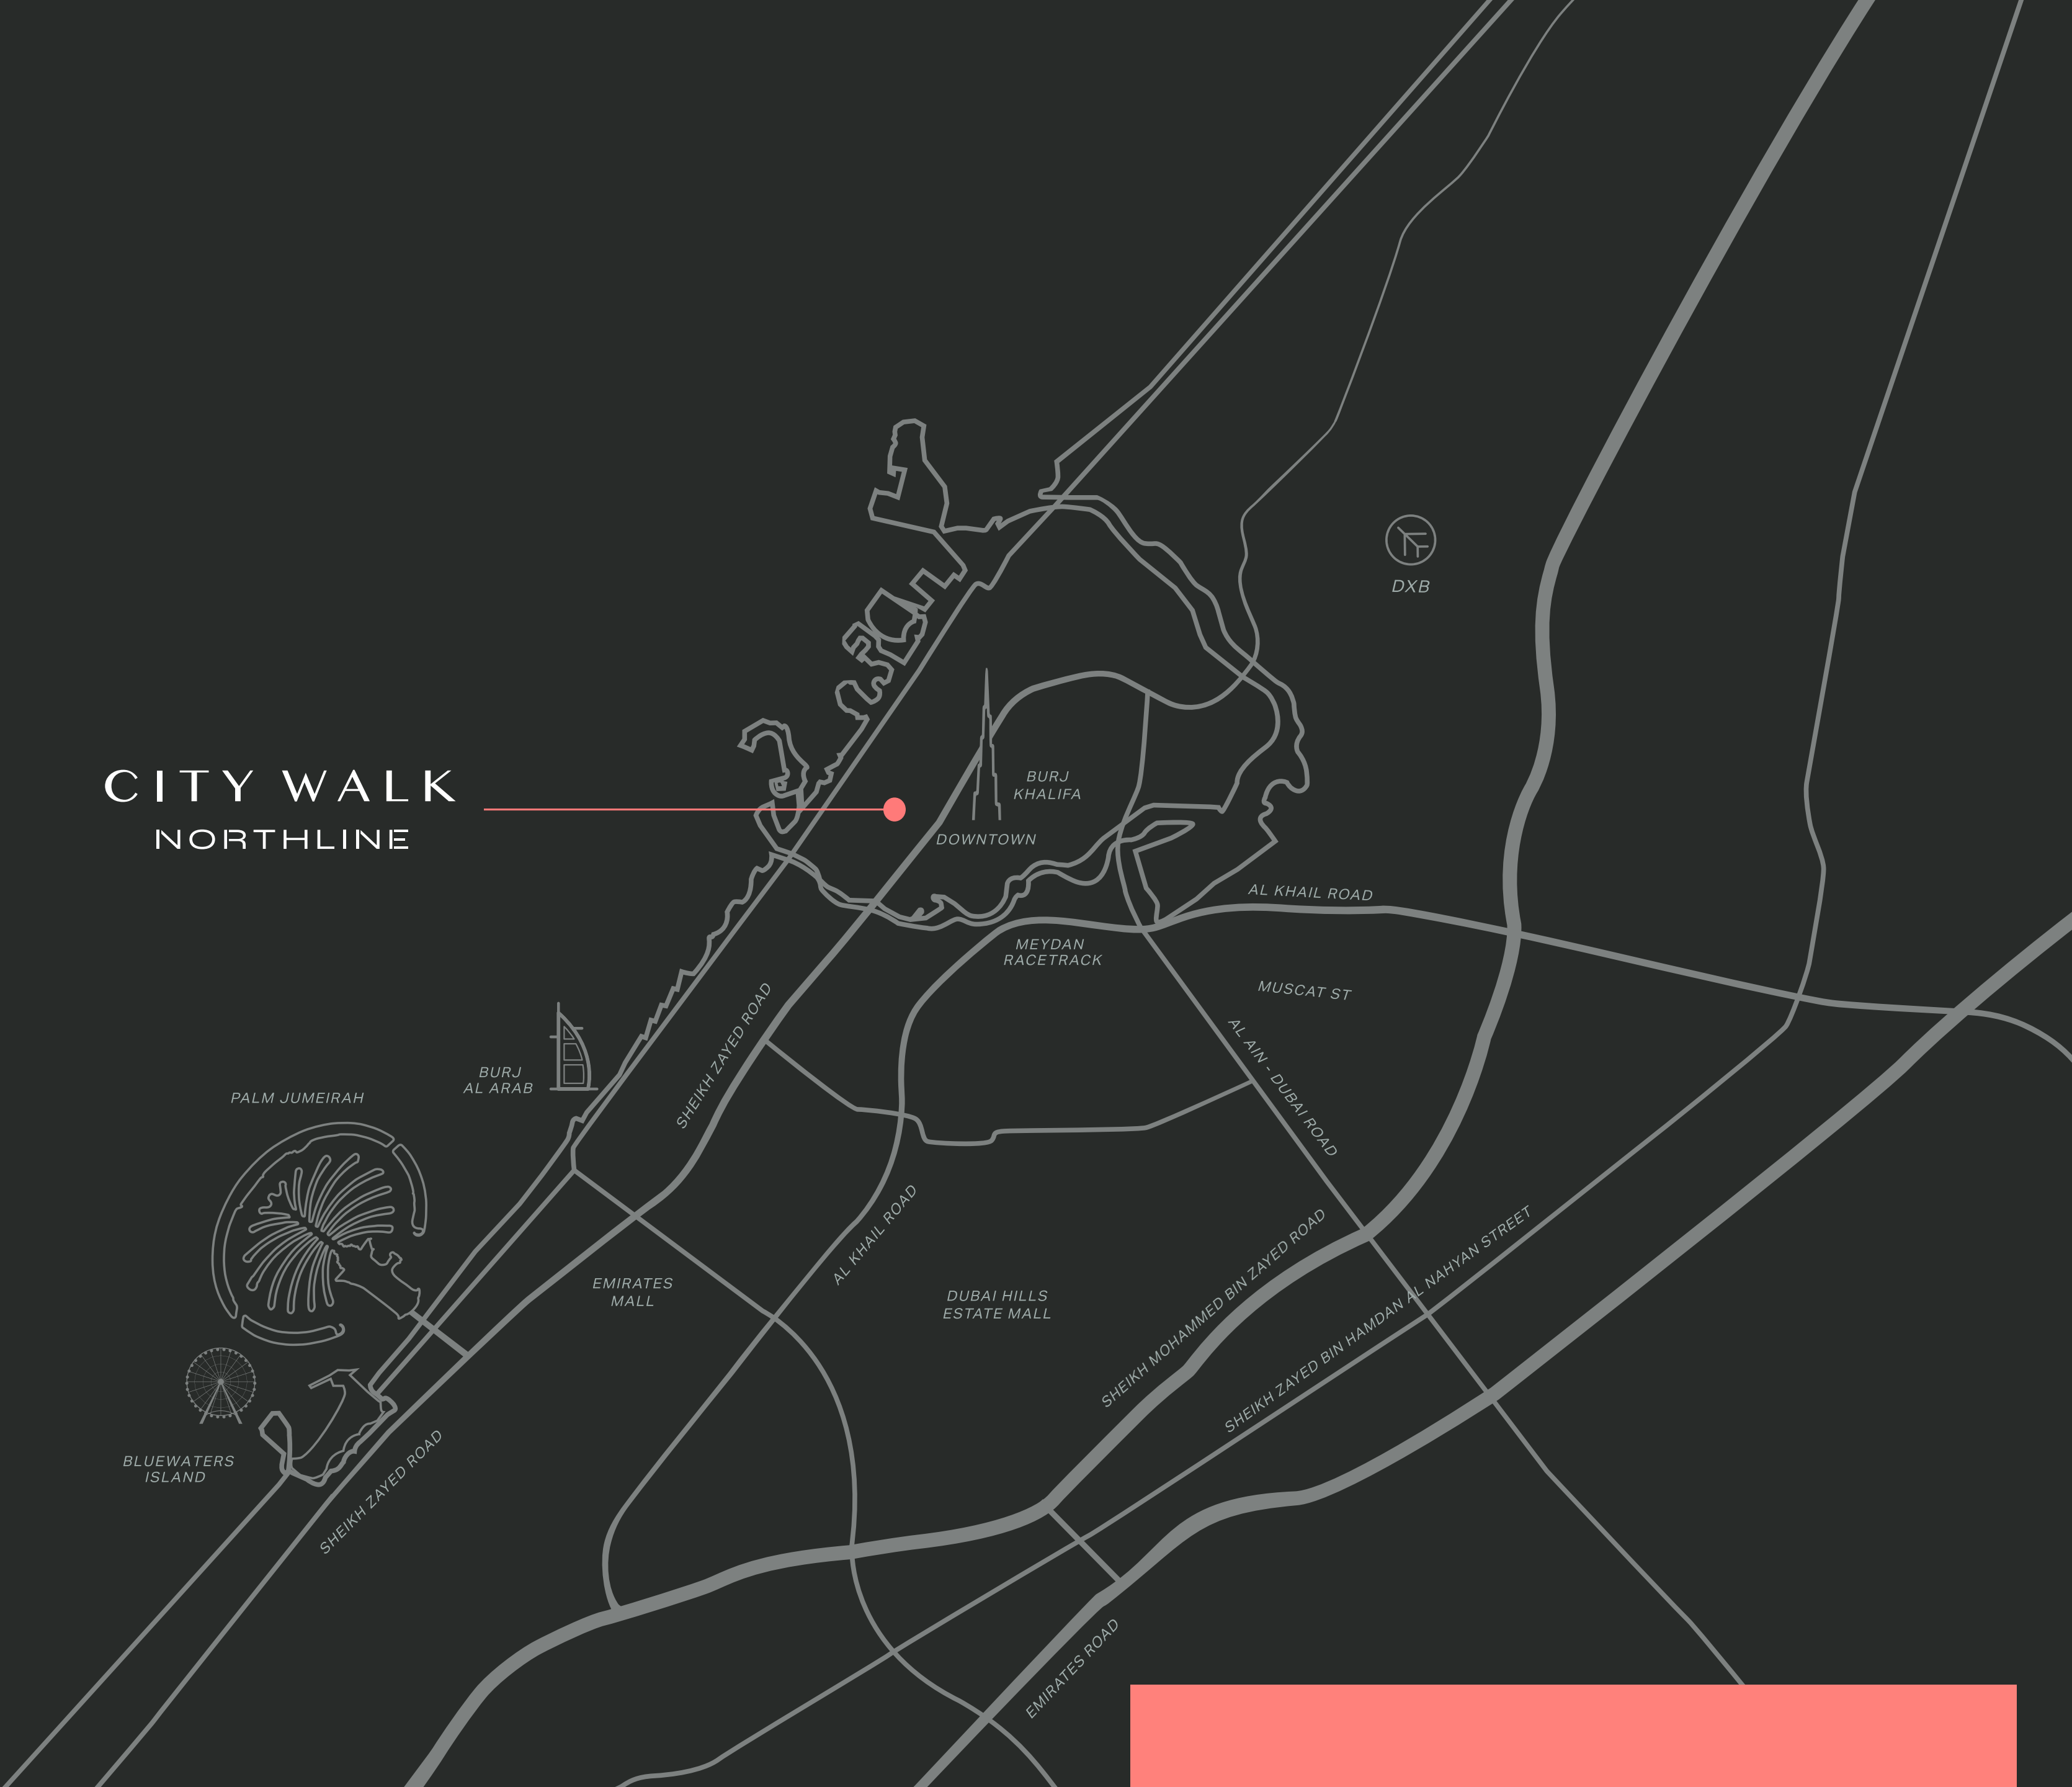 DXB
CITY WALK
NORTHLINE
BURJ
KHALIFA
DOWNTOWN
AL KHAIL ROAD
MEYDAN
RACETRACK
MUSCAT ST
SHEIKH ZAYED ROAD
AL AIN - DUBAI ROAD
BURJ
AL ARAB
PALM JUMEIRAH
AL KHAIL ROAD
EMIRATES
MALL
DUBAI HILLS
ESTATE MALL
SHEIKH MOHAMMED BIN ZAYED ROAD
SHEIKH ZAYED BIN HAMDAN AL NAHYAN STREET
BLUEWATERS
ISLAND
SHEIKH ZAYED ROAD
EMIRATES ROAD